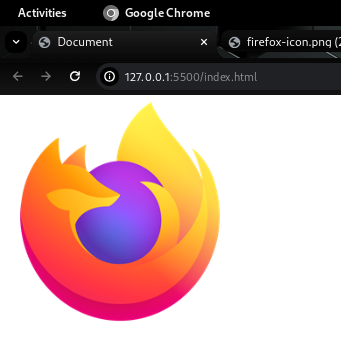 Activities Google Chrome
Document firefox-icon.png (2
127.0.0.1:5500/index.html